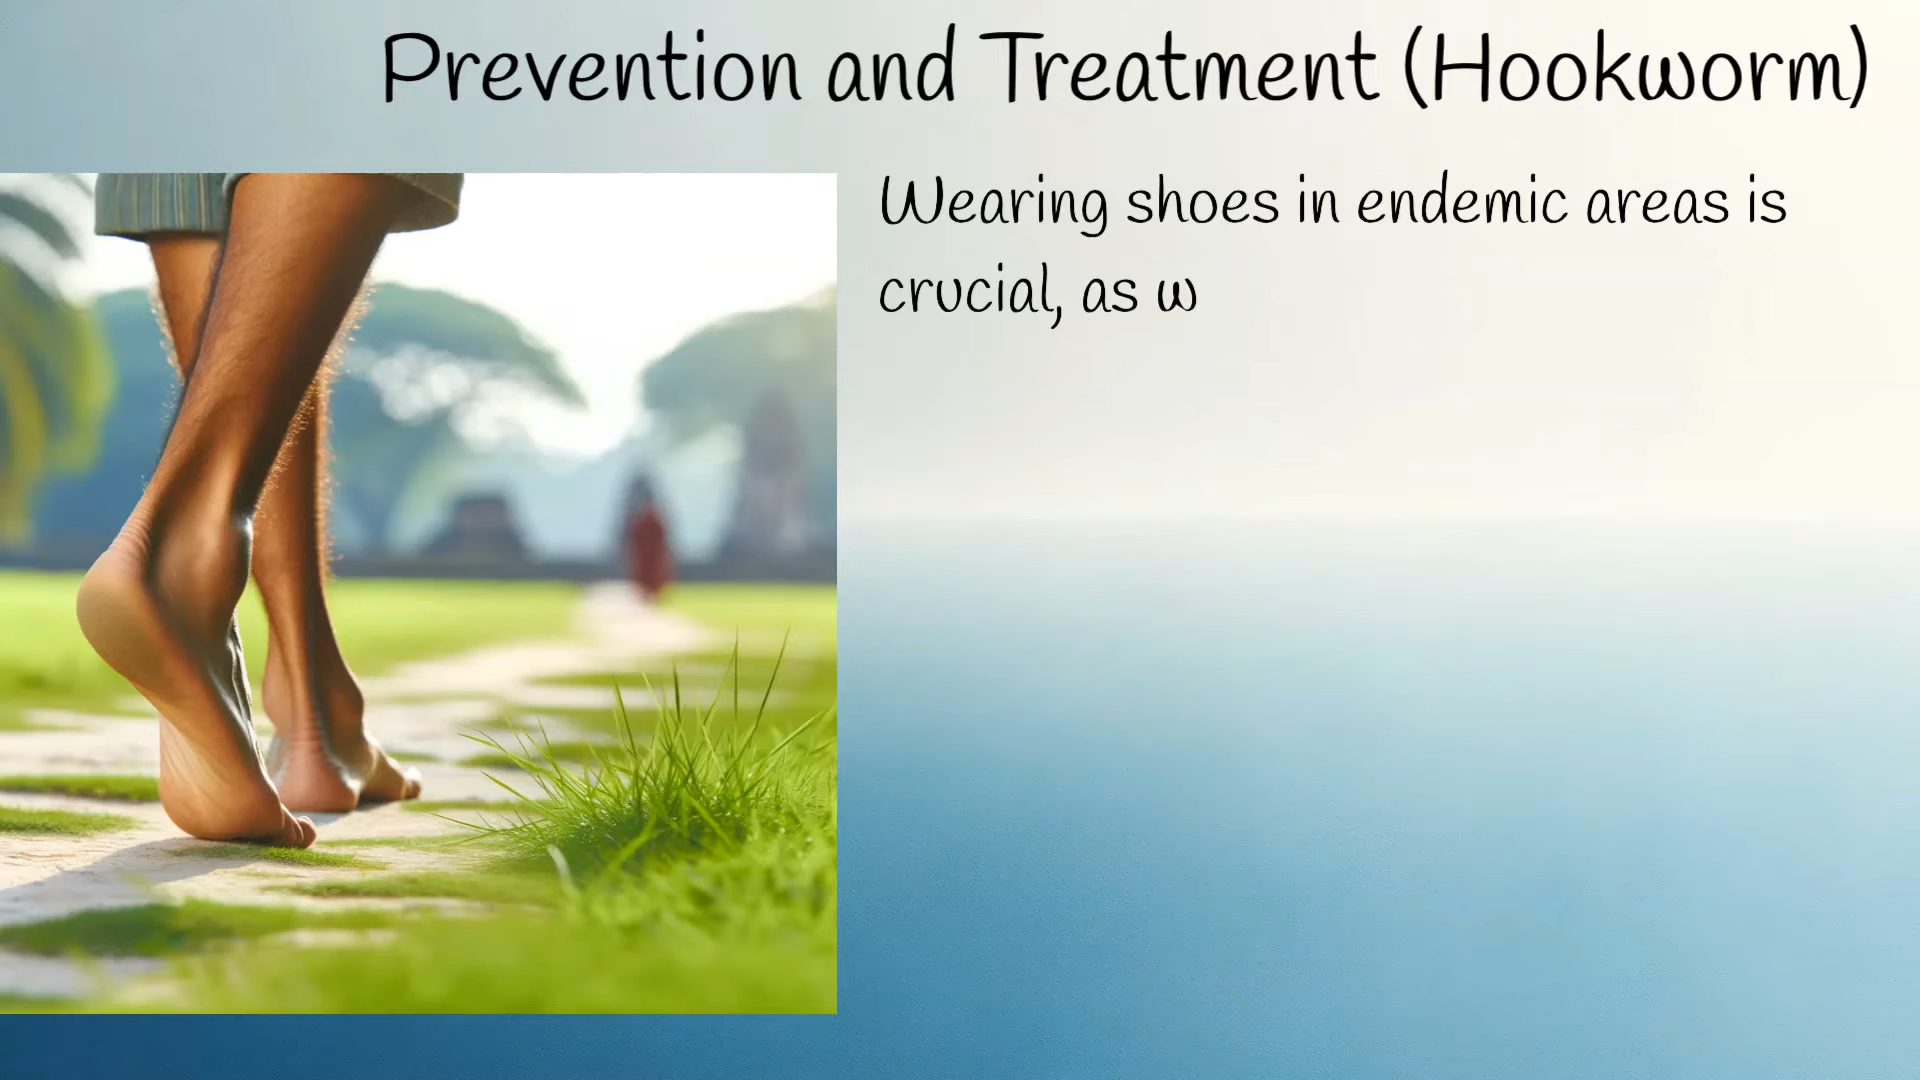 Prevention and Treatment (Hookworm)
Wearing shoes in endemic areas is
crucial, as w